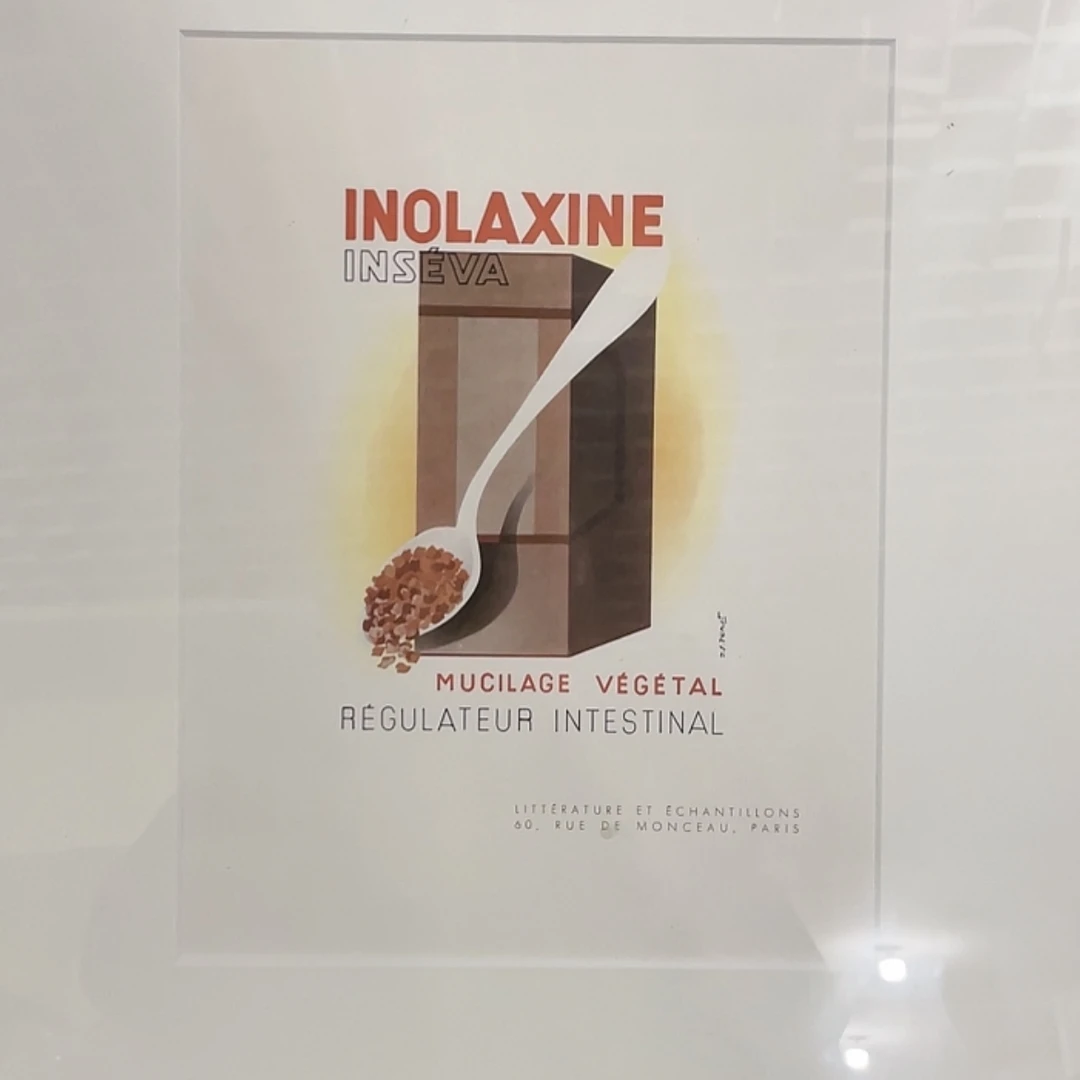 INOLAXINE
INSÉVA
MUCILAGE VÉGÉTAL
RÉGULATEUR INTESTINAL
LITTÉRATURE ET ÉCHANTILLONS
60, RUE DE MONCEAU, PARIS